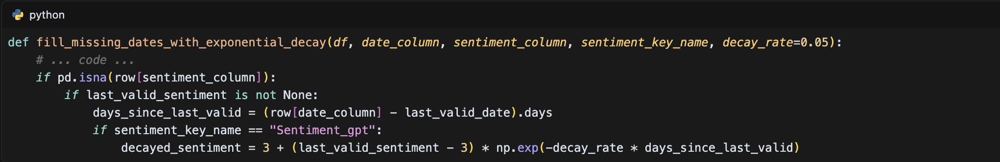 python
def fill_missing_dates_with_exponential_decay(df, date_column, sentiment_column, sentiment_key_name, decay_rate=0.05):
    # ... code ...
    if pd.isna(row[sentiment_column]):
        if last_valid_sentiment is not None:
            days_since_last_valid = (row[date_column] - last_valid_date).days
            if sentiment_key_name == "Sentiment_gpt":
                decayed_sentiment = 3 + (last_valid_sentiment - 3) * np.exp(-decay_rate * days_since_last_valid)